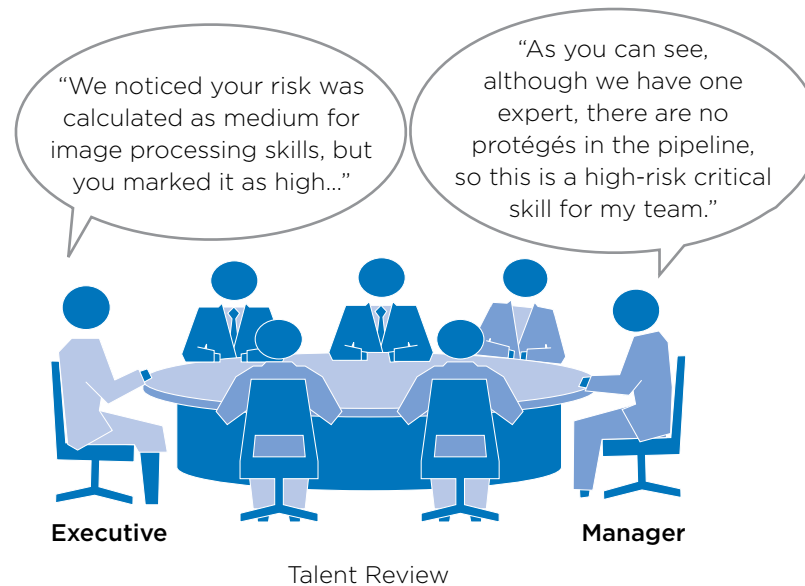 “We noticed your risk was
calculated as medium for
image processing skills, but
you marked it as high...”
“As you can see,
although we have one
expert, there are no
protégés in the pipeline,
so this is a high-risk critical
skill for my team.”
Executive
Manager
Talent Review